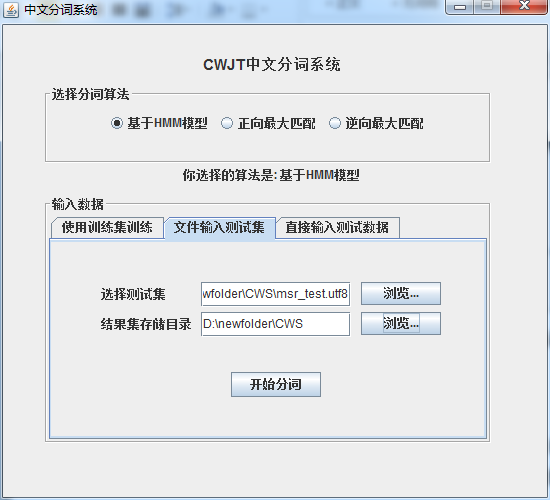 中文分词系统
CWJT中文分词系统
选择分词算法
基于HMM模型 正向最大匹配 逆向最大匹配
你选择的算法是:基于HMM模型
输入数据
使用训练集训练 文件输入测试集 直接输入测试数据
选择测试集 wfolder\CWS\msr_test.utf8 浏览...
结果集存储目录 D:\newfolder\CWS 浏览...
开始分词